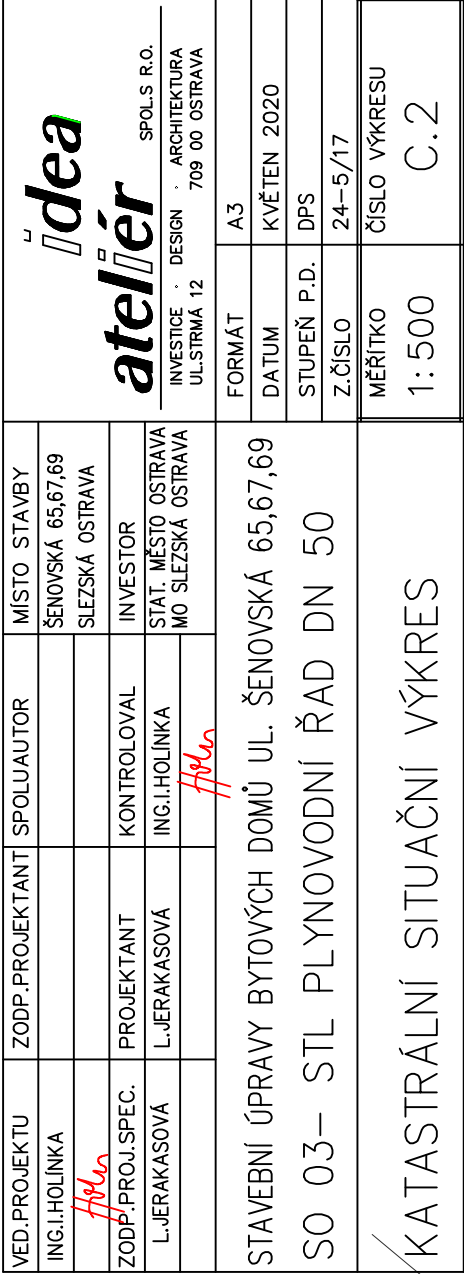 VED.PROJEKTU ZODP.PROJEKTANT SPOLUAUTOR MÍSTO STAVBY
ING.I.HOLÍNKA ŠENOVSKÁ 65,67,69
SLEZSKÁ OSTRAVA
ZODP.PROJ.SPEC. PROJEKTANT KONTROLOVAL INVESTOR
L.JERAKASOVÁ L.JERAKASOVÁ ING.I.HOLÍNKA STAT. MĚSTO OSTRAVA
MO SLEZSKÁ OSTRAVA
idea
ateliér
SPOL.S R.O.
INVESTICE ◦ DESIGN ◦ ARCHITEKTURA
UL.STRMÁ 12 709 00 OSTRAVA
STAVEBNÍ ÚPRAVY BYTOVÝCH DOMŮ UL. ŠENOVSKÁ 65,67,69
SO 03– STL PLYNOVODNÍ ŘAD DN 50
FORMÁT A3
DATUM KVĚTEN 2020
STUPEŇ P.D. DPS
Z.ČÍSLO 24–5/17
KATASTRÁLNÍ SITUAČNÍ VÝKRES
MĚŘÍTKO ČÍSLO VÝKRESU
1:500 C.2